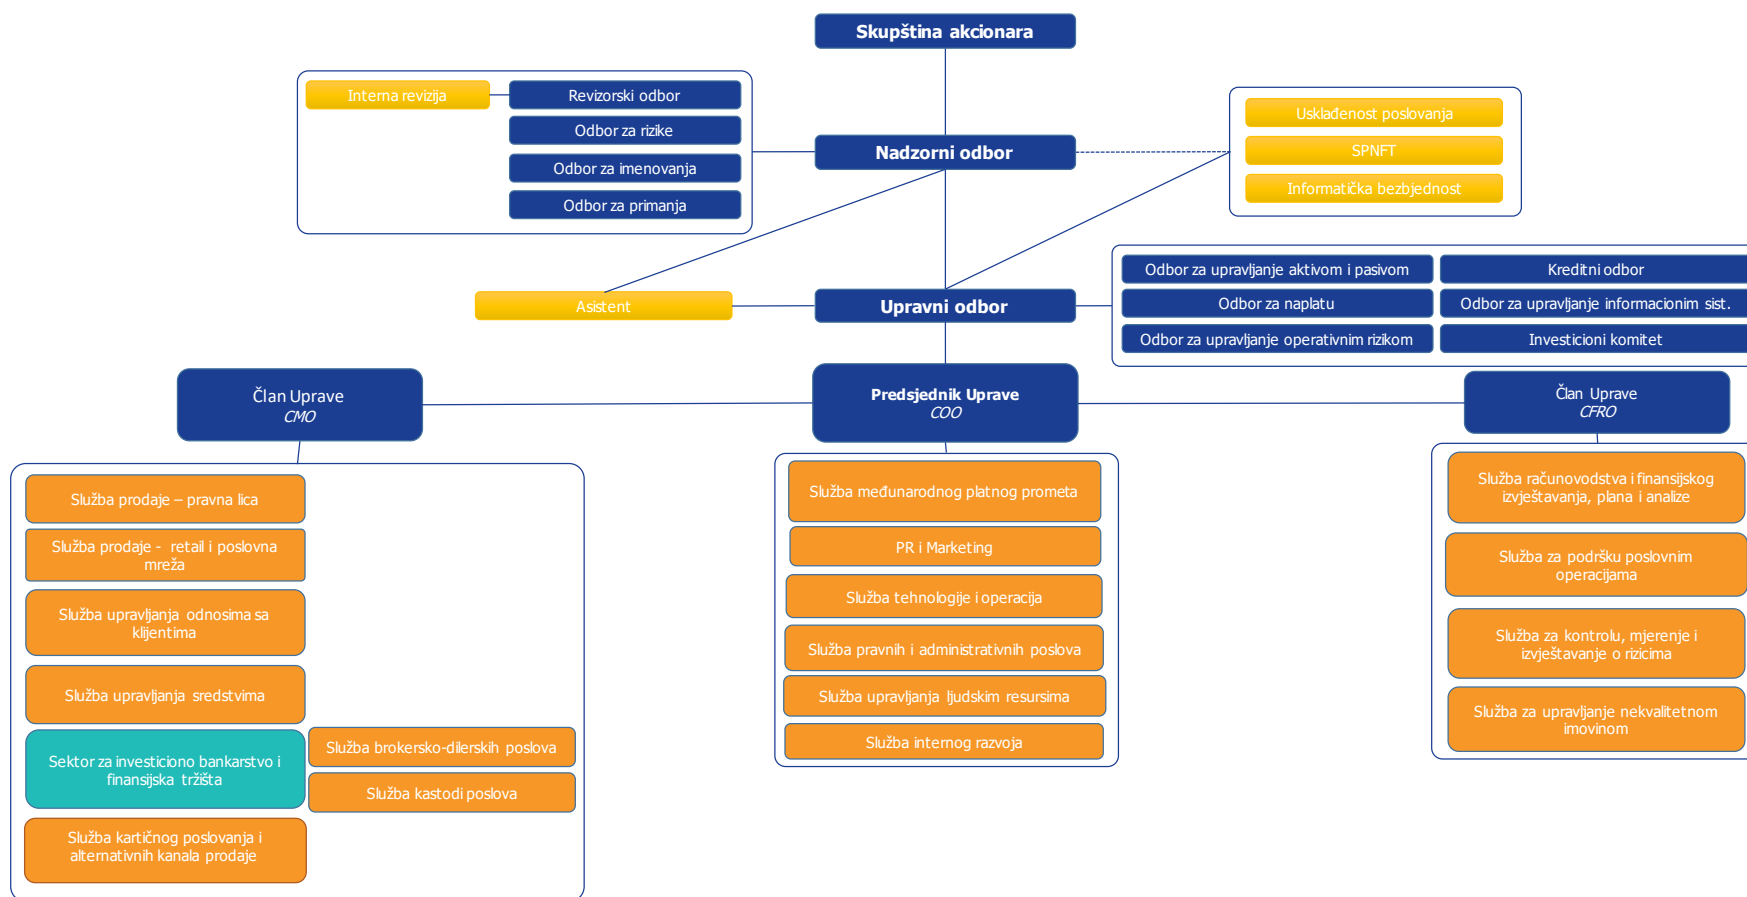 Skupština akcionara
Interna revizija
Revizorski odbor
Odbor za rizike
Odbor za imenovanja
Odbor za primanja
Nadzorni odbor
Usklađenost poslovanja
SPNFT
Informatička bezbjednost
Asistent
Upravni odbor
Odbor za upravljanje aktivom i pasivom
Kreditni odbor
Odbor za naplatu
Odbor za upravljanje informacionim sist.
Odbor za upravljanje operativnim rizikom
Investicioni komitet
Član Uprave
CMO
Predsjednik Uprave
COO
Član Uprave
CFRO
Služba prodaje – pravna lica
Služba prodaje - retail i poslovna
mreža
Služba upravljanja odnosima sa
klijentima
Služba upravljanja sredstvima
Sektor za investiciono bankarstvo i
finansijska tržišta
Služba brokersko-dilerskih poslova
Služba kastodi poslova
Služba kartičnog poslovanja i
alternativnih kanala prodaje
Služba međunarodnog platnog prometa
PR i Marketing
Služba tehnologije i operacija
Služba pravnih i administrativnih poslova
Služba upravljanja ljudskim resursima
Služba internog razvoja
Služba računovodstva i finansijskog
izvještavanja, plana i analize
Služba za podršku poslovnim
operacijama
Služba za kontrolu, mjerenje i
izvještavanje o rizicima
Služba za upravljanje nekvalitetnom
imovinom